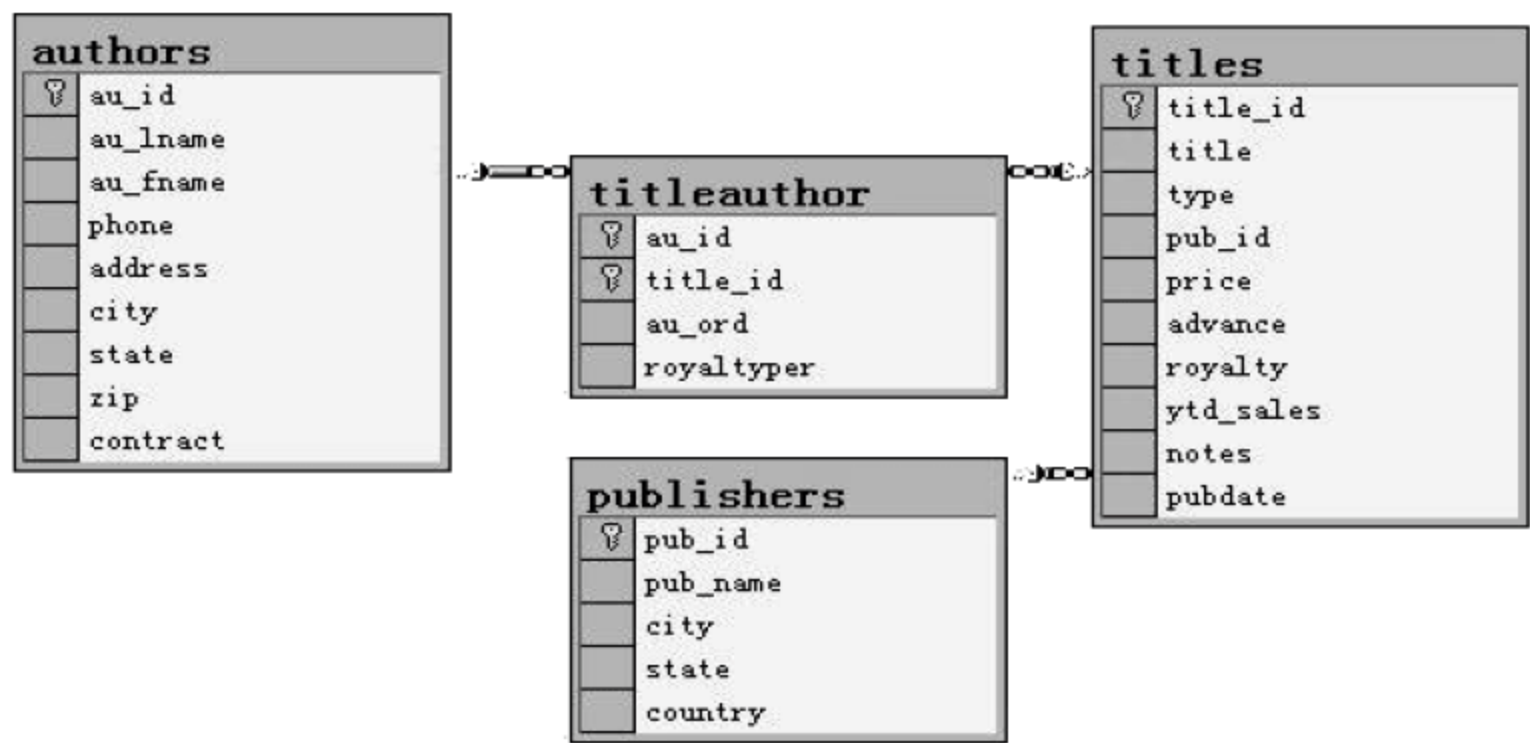 authors
au_id
au_lname
au_fname
phone
address
city
state
zip
contract
titleauthor
au_id
title_id
au_ord
royaltyper
publishers
pub_id
pub_name
city
state
country
titles
title_id
title
type
pub_id
price
advance
royalty
ytd_sales
notes
pubdate